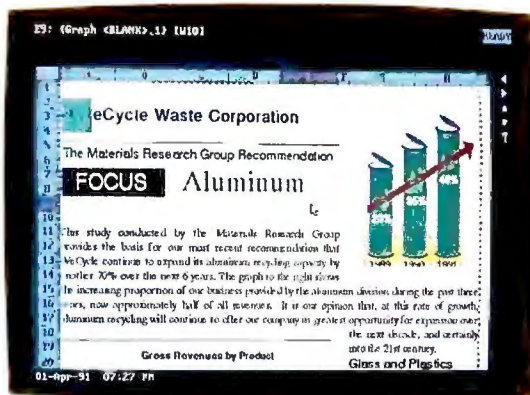 E9: {Graph <BLANK>.1} [W10]
READY
VeCycle Waste Corporation
The Materials Research Group Recommendation
FOCUS Aluminum
This study conducted by the Materials Research Group
provides the basis for our most recent recommendation that
VeCycle continue to expand its aluminum recycling capacity by
another 70% over the next 6 years. The graph to the right shows
the increasing proportion of our business provided by the aluminum division during the past three
years, now approximately half of all revenues. It is our opinion that, at this rate of growth,
aluminum recycling will continue to offer our company its greatest opportunity for expansion over
the next decade, and certainly
into the 21st century.
1989 1990 1991
Gross Revenues by Product
Glass and Plastics
01-Apr-91 07:27 PM